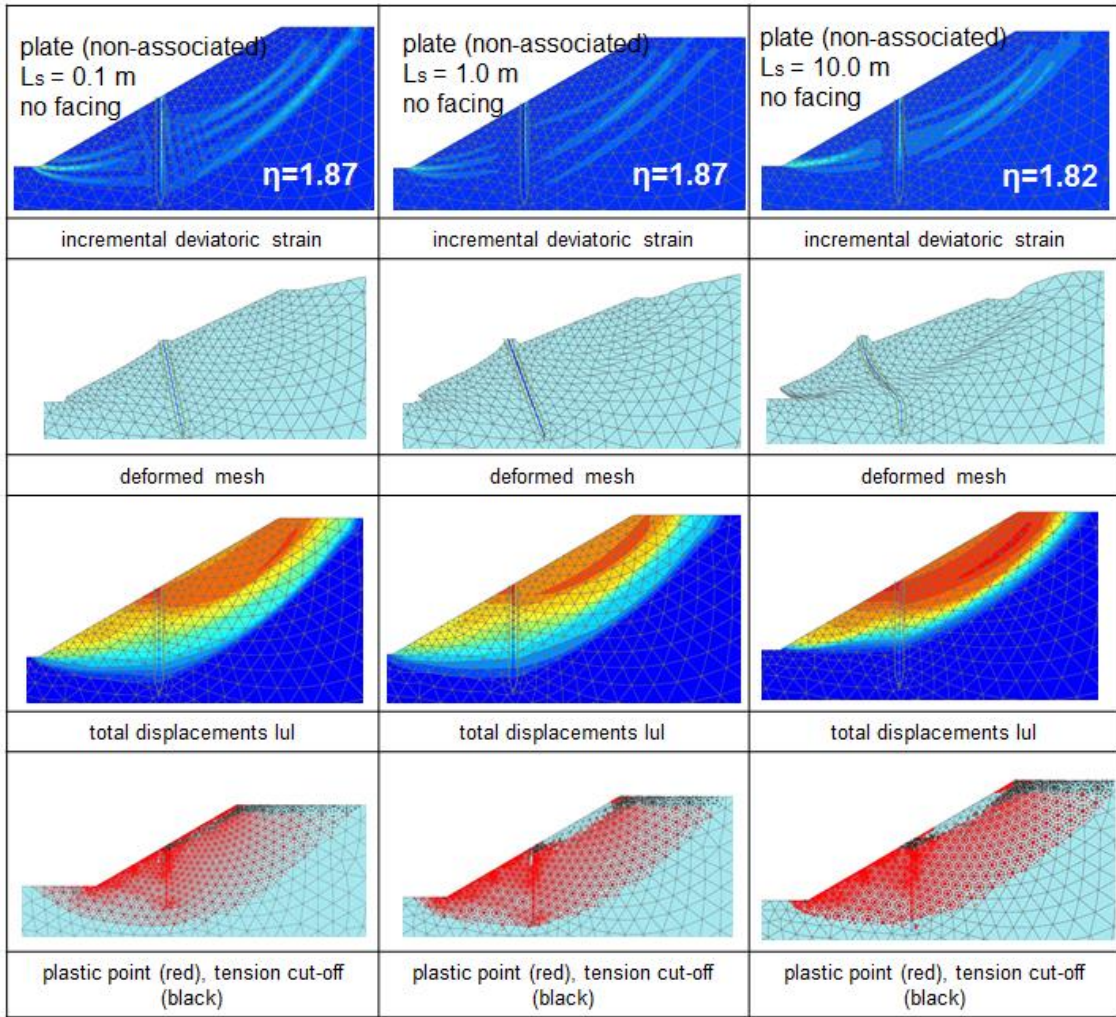 plate (non-associated)
Ls = 0.1 m
no facing
η=1.87
plate (non-associated)
Ls = 1.0 m
no facing
η=1.87
plate (non-associated)
Ls = 10.0 m
no facing
η=1.82
incremental deviatoric strain
incremental deviatoric strain
incremental deviatoric strain
deformed mesh
deformed mesh
deformed mesh
total displacements lul
total displacements lul
total displacements lul
plastic point (red), tension cut-off
(black)
plastic point (red), tension cut-off
(black)
plastic point (red), tension cut-off
(black)